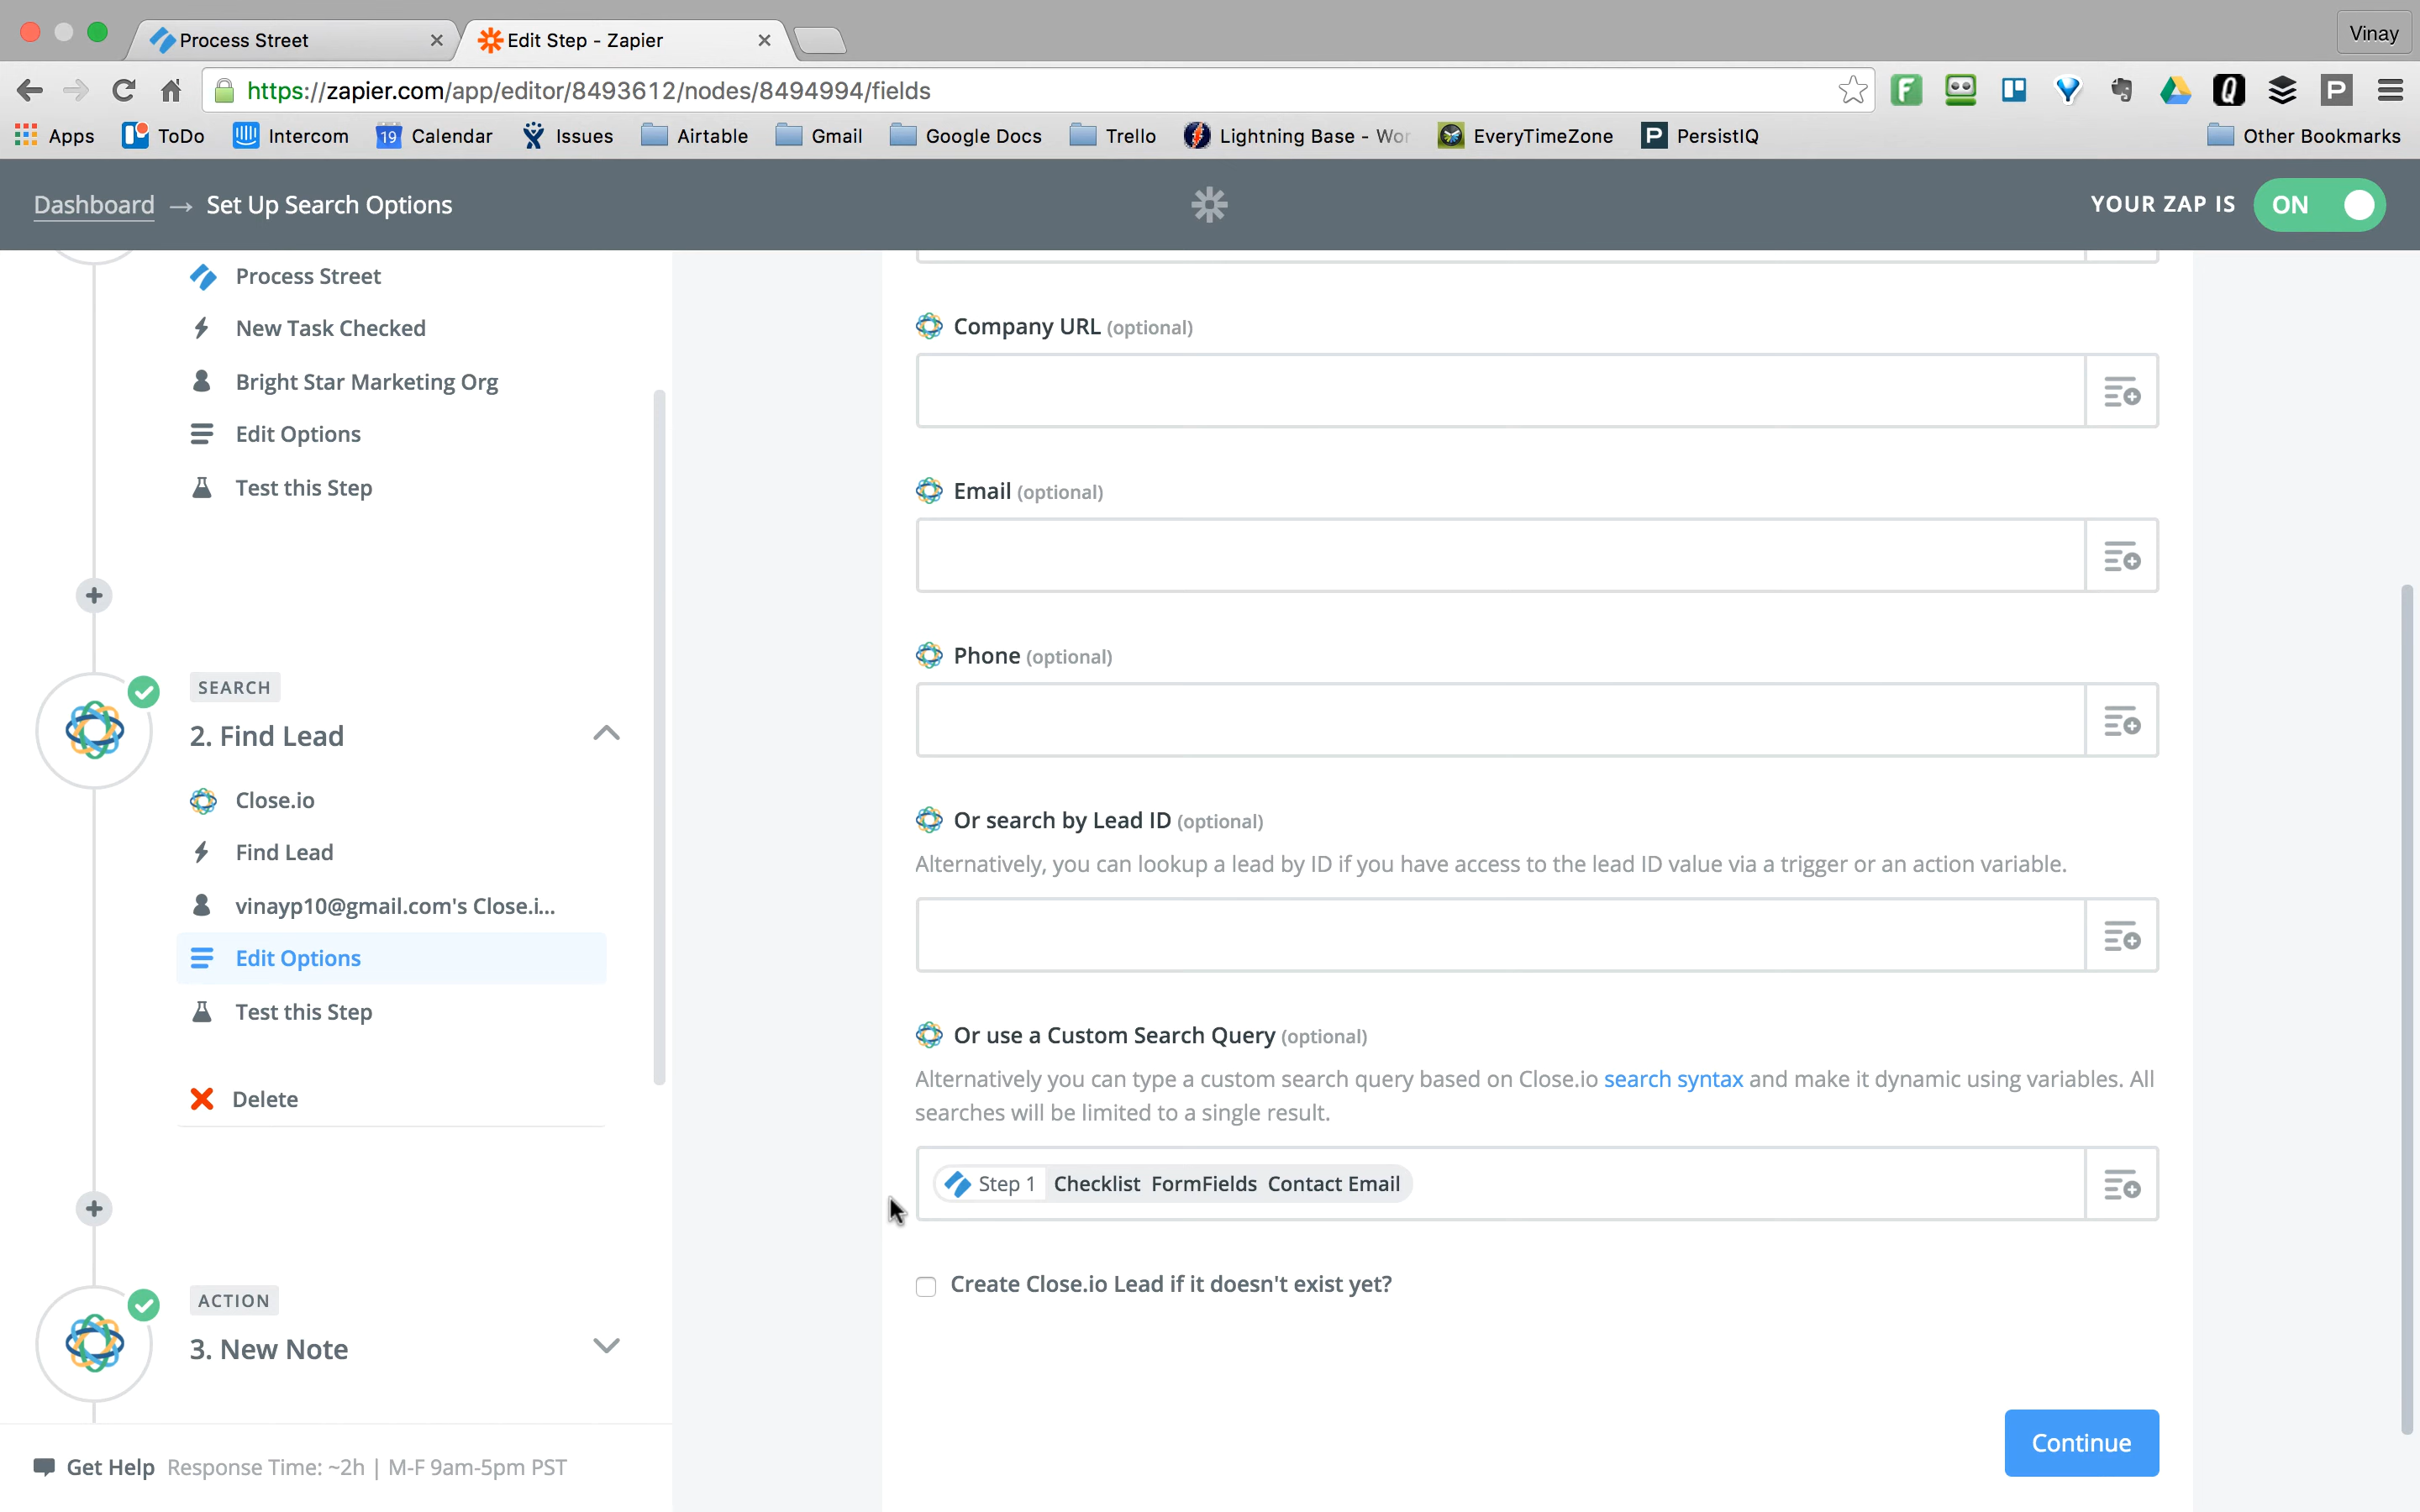 Process Street
Edit Step - Zapier
Vinay
https://zapier.com/app/editor/8493612/nodes/8494994/fields
Apps
ToDo
Intercom
19 Calendar
Issues
Airtable
Gmail
Google Docs
Trello
Lightning Base - Wor
EveryTimeZone
PersistIQ
Other Bookmarks
Dashboard → Set Up Search Options
YOUR ZAP IS ON
Process Street
New Task Checked
Bright Star Marketing Org
Edit Options
Test this Step
SEARCH
2. Find Lead
Close.io
Find Lead
vinayp10@gmail.com's Close.i...
Edit Options
Test this Step
Delete
ACTION
3. New Note
Get Help Response Time: ~2h | M-F 9am-5pm PST
Company URL (optional)
Email (optional)
Phone (optional)
Or search by Lead ID (optional)
Alternatively, you can lookup a lead by ID if you have access to the lead ID value via a trigger or an action variable.
Or use a Custom Search Query (optional)
Alternatively you can type a custom search query based on Close.io search syntax and make it dynamic using variables. All
searches will be limited to a single result.
Step 1 Checklist FormFields Contact Email
Create Close.io Lead if it doesn't exist yet?
Continue